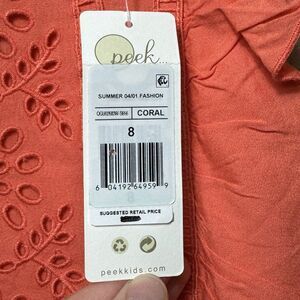 peek...
SUMMER 04/01 FASHION
CORAL
8
6 04192 64959 9
SUGGESTED RETAIL PRICE
peekkids.com